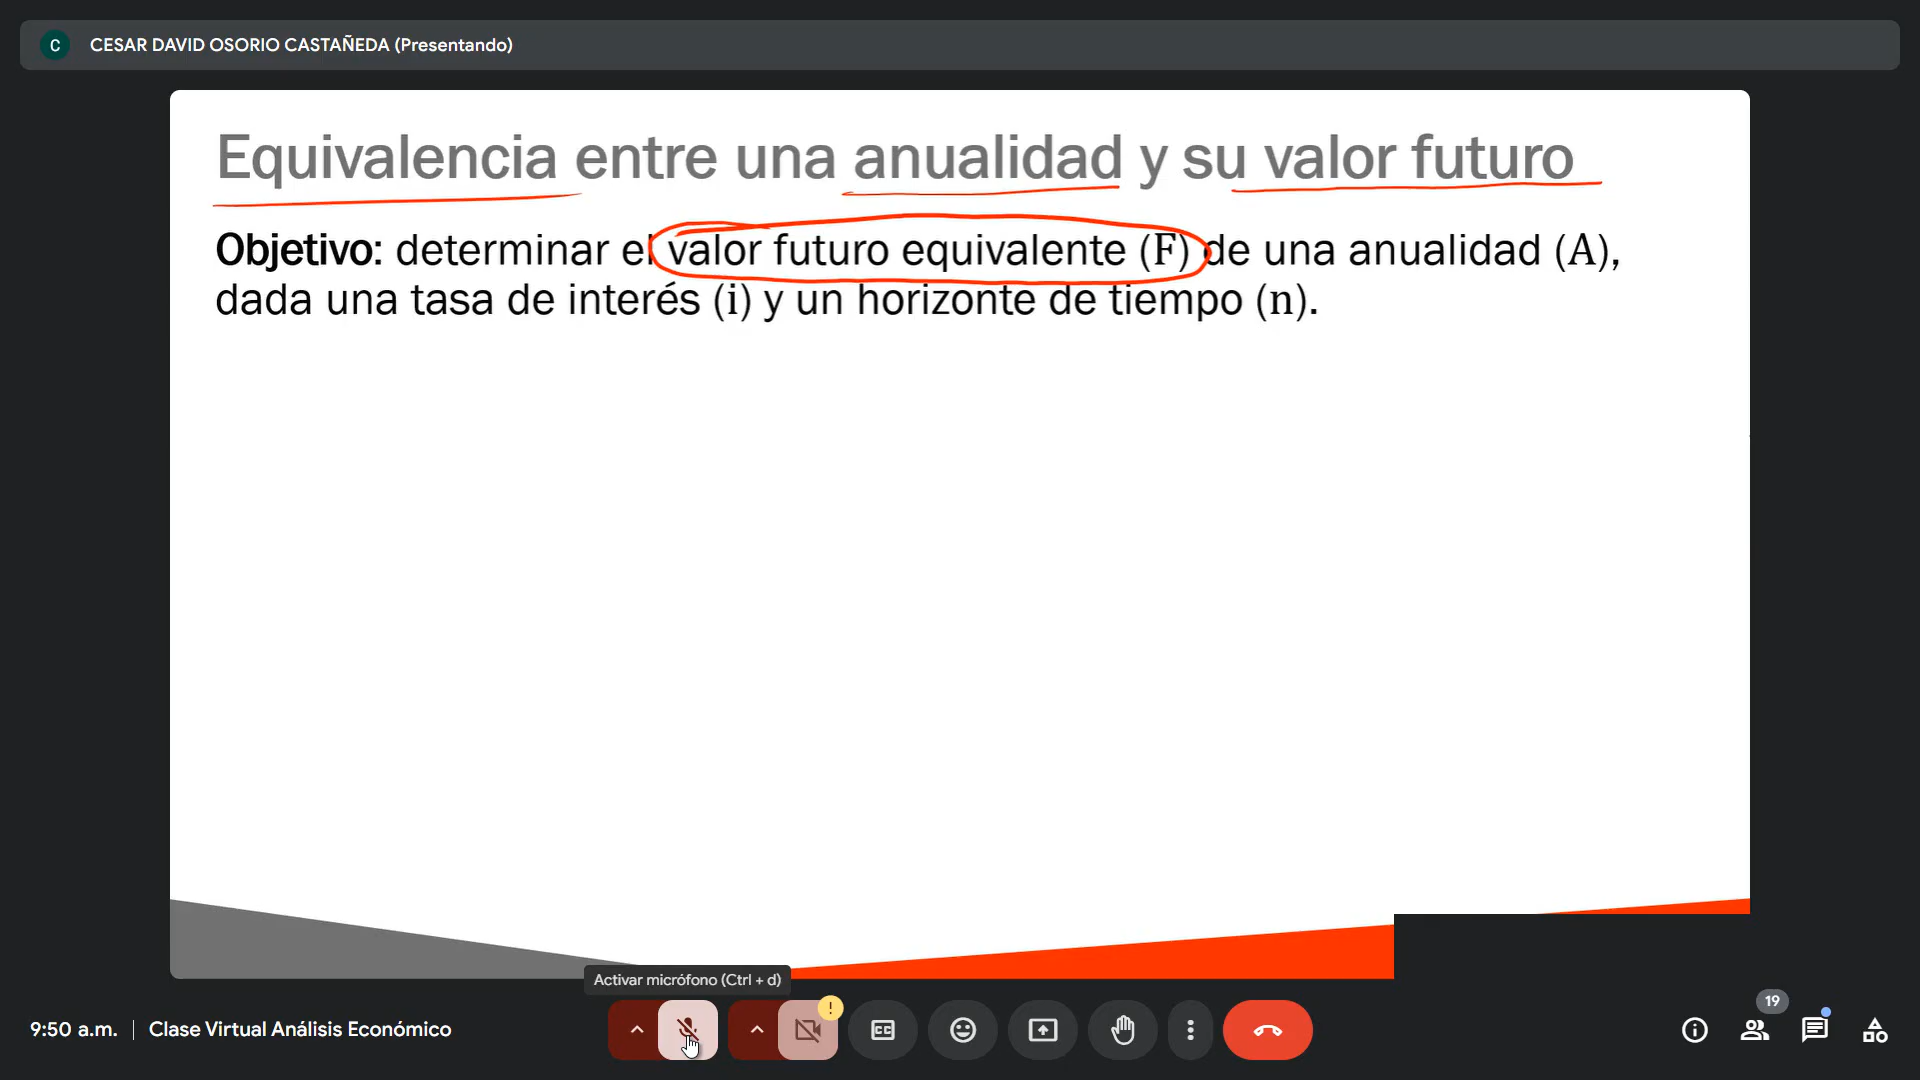 C CESAR DAVID OSORIO CASTAÑEDA (Presentando)
Equivalencia entre una anualidad y su valor futuro
Objetivo: determinar el valor futuro equivalente (F) de una anualidad (A),
dada una tasa de interés (i) y un horizonte de tiempo (n).
Activar micrófono (Ctrl + d)
!
19
9:50 a.m. | Clase Virtual Análisis Económico
CC